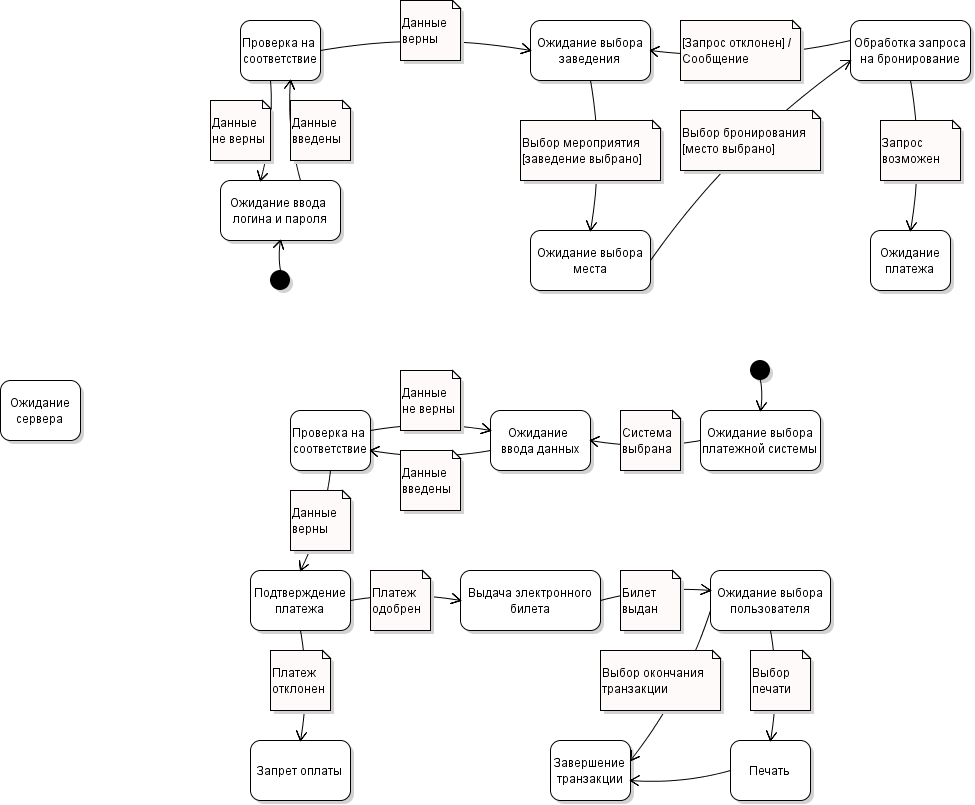 Данные
верны
Проверка на
соответствие
Ожидание выбора
заведения
[Запрос отклонен] /
Сообщение
Обработка запроса
на бронирование
Данные
не верны
Данные
введены
Выбор мероприятия
[заведение выбрано]
Выбор бронирования
[место выбрано]
Запрос
возможен
Ожидание ввода
логина и пароля
Ожидание выбора
места
Ожидание
платежа
Ожидание
сервера
Данные
не верны
Проверка на
соответствие
Ожидание
ввода данных
Система
выбрана
Ожидание выбора
платежной системы
Данные
введены
Данные
верны
Подтверждение
платежа
Платеж
одобрен
Выдача электронного
билета
Билет
выдан
Ожидание выбора
пользователя
Платеж
отклонен
Выбор окончания
транзакции
Выбор
печати
Запрет оплаты
Завершение
транзакции
Печать